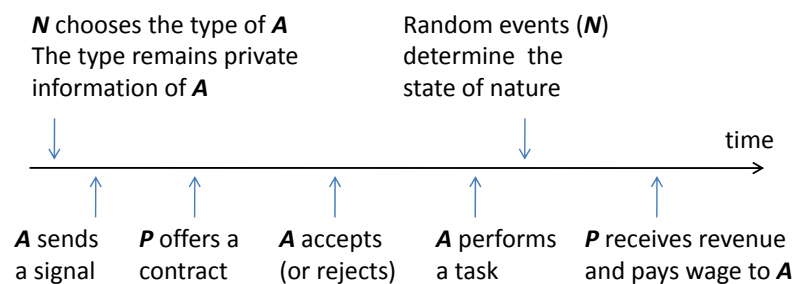 N chooses the type of A
The type remains private
information of A
Random events (N)
determine the
state of nature
time
A sends
a signal
P offers a
contract
A accepts
(or rejects)
A performs
a task
P receives revenue
and pays wage to A